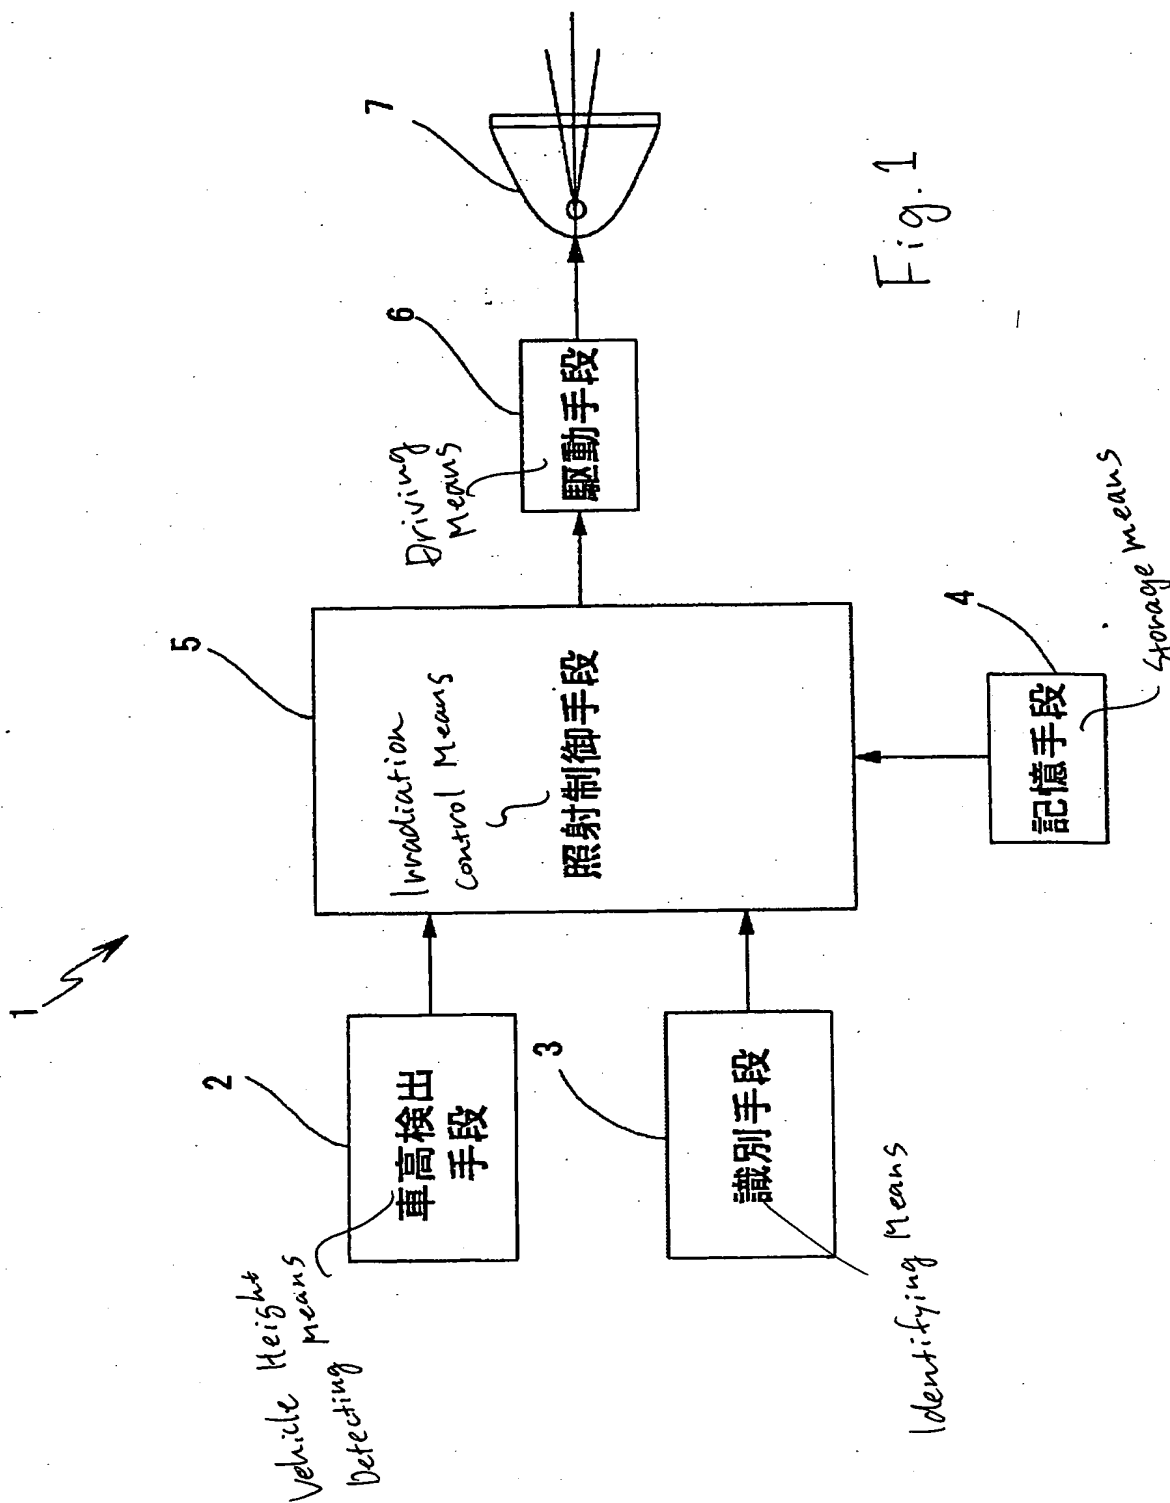 1
2
車高検出
手段
Vehicle Height
Detecting means
3
識別手段
Identifying Means
5
Irradiation
Control Means
照射制御手段
4
記憶手段
Storage means
6
Driving
Means
駆動手段
7
Fig. 1